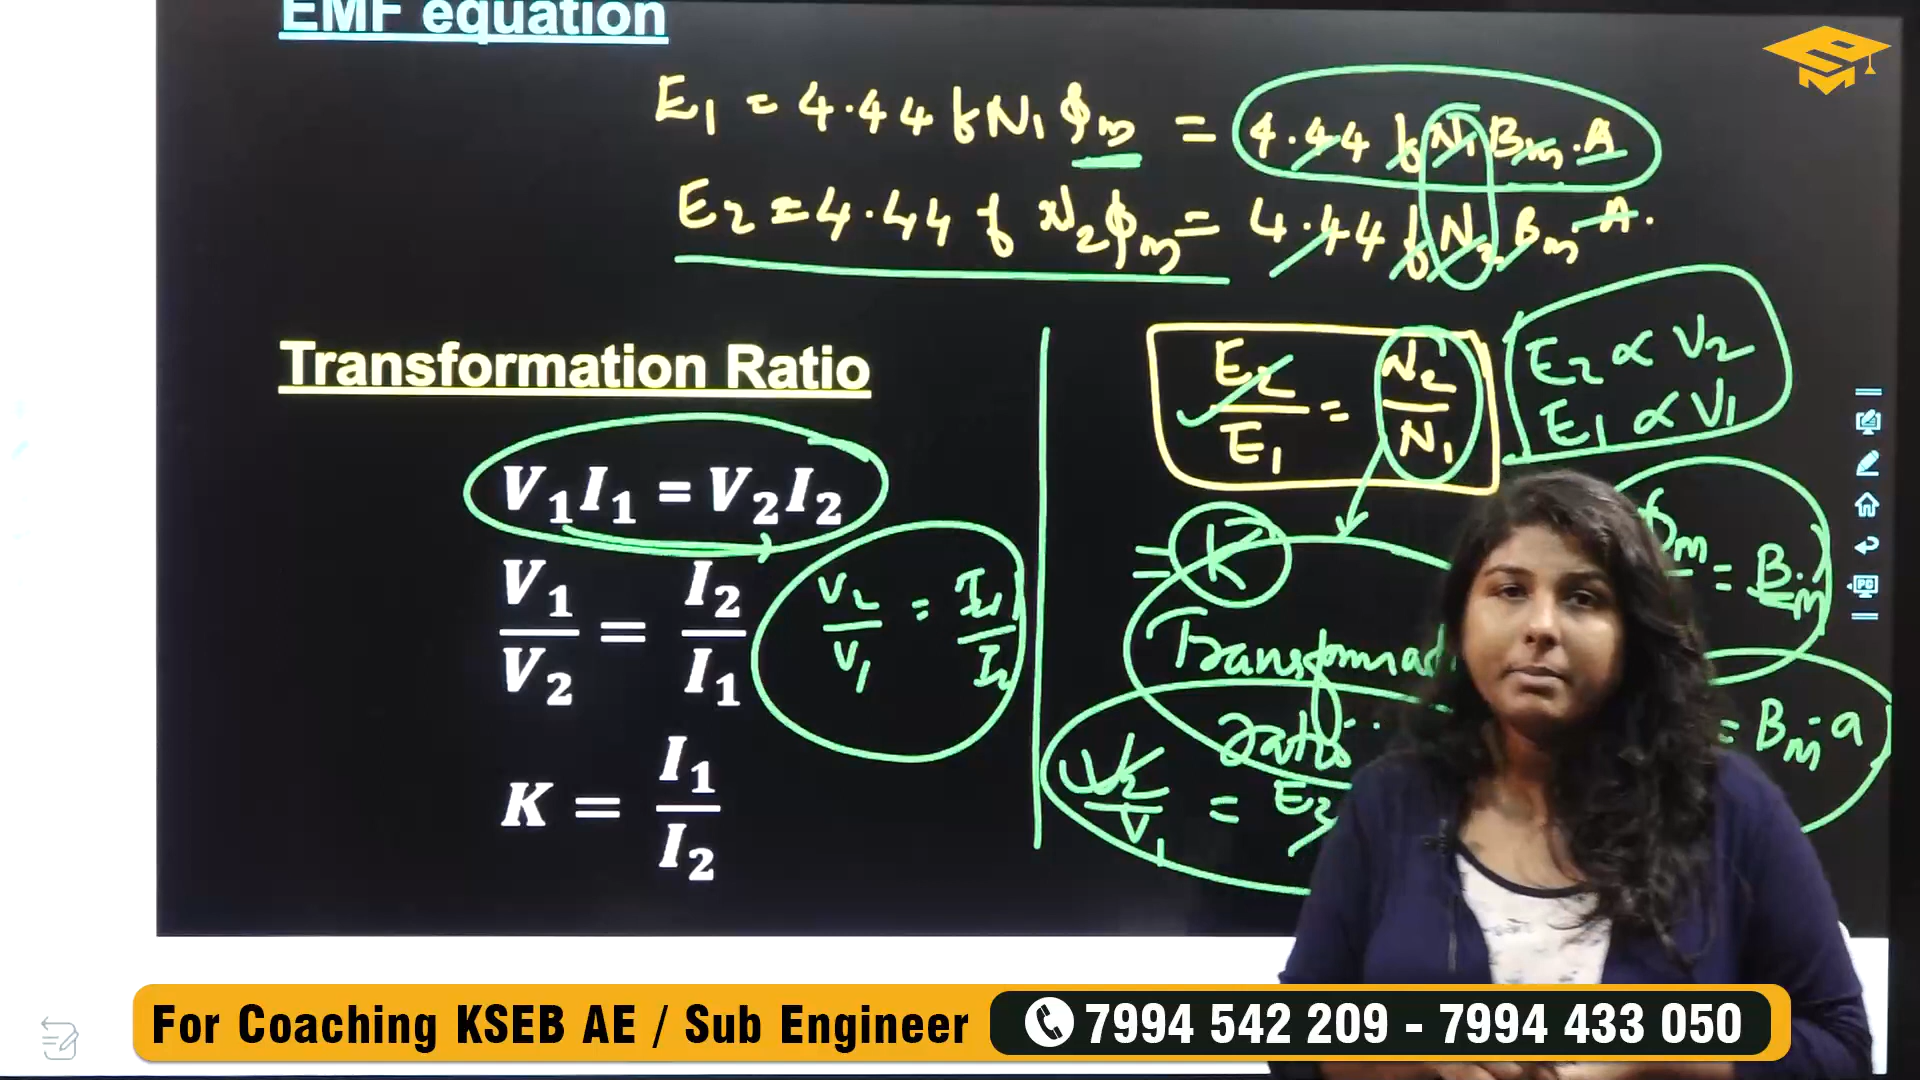 EMF equation
E₁ = 4.44 f N₁ ϕm = 4.44 f N₁ Bm . A
E₂ = 4.44 f N₂ ϕm = 4.44 f N₂ Bm A.
Transformation Ratio
V₁I₁ = V₂I₂
V₁/V₂ = I₂/I₁
V₂/V₁ = I₁/I₂
K = I₁/I₂
E₂/E₁ = N₂/N₁
E₂ ∝ V₂
E₁ ∝ V₁
= K
ratio
V₂/V₁ = E₂
= Bm
= Bm a
For Coaching KSEB AE / Sub Engineer 7994 542 209 - 7994 433 050